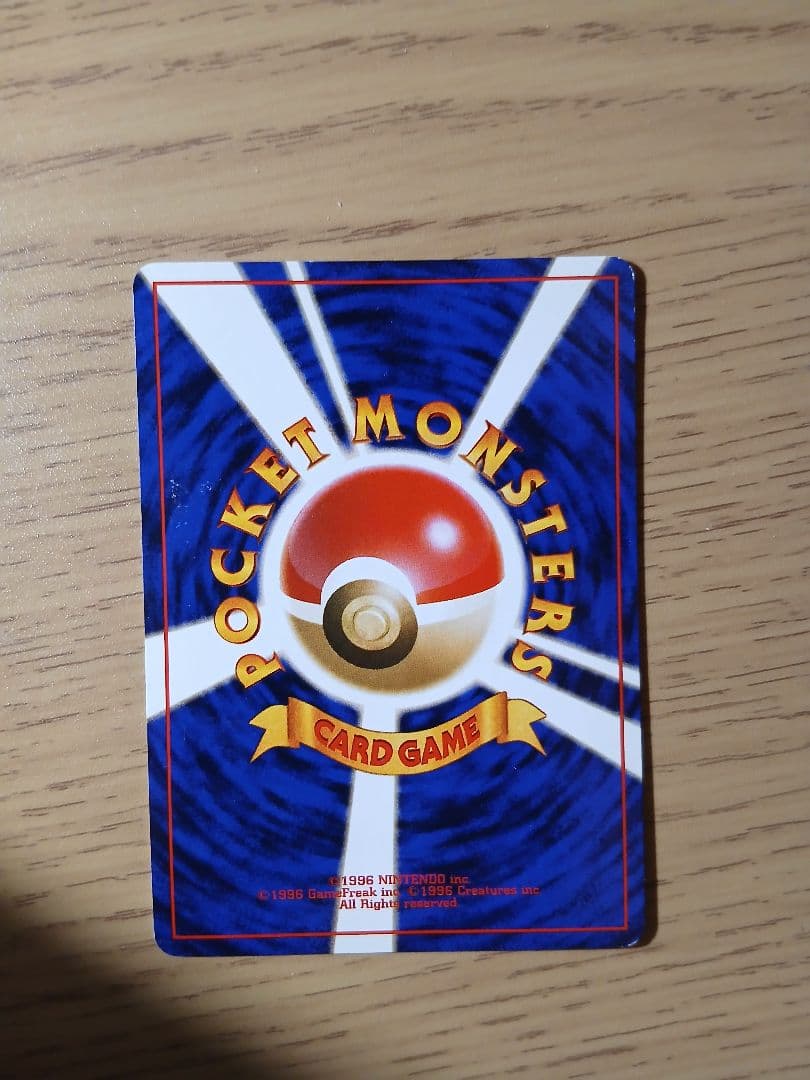 POCKET MONSTERS
CARD GAME
©1996 NINTENDO inc.
©1996 GameFreak inc. ©1996 Creatures inc.
All Rights reserved.